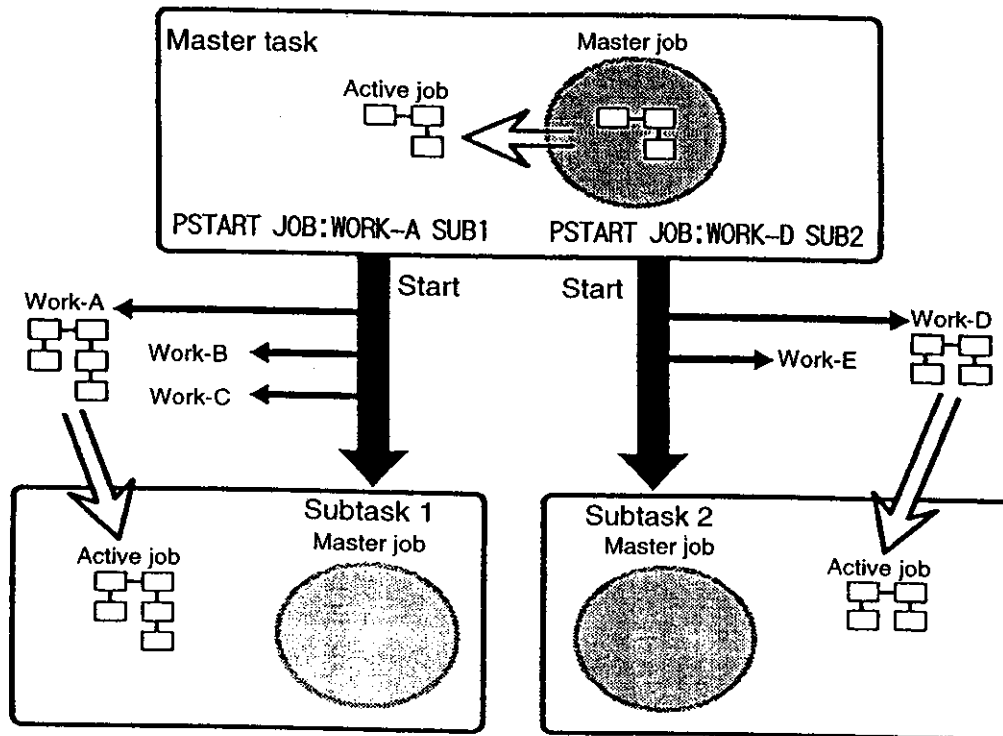 Master task
Master job
Active job
PSTART JOB:WORK-A SUB1
PSTART JOB:WORK-D SUB2
Start
Start
Work-A
Work-B
Work-C
Work-D
Work-E
Subtask 1
Master job
Active job
Subtask 2
Master job
Active job